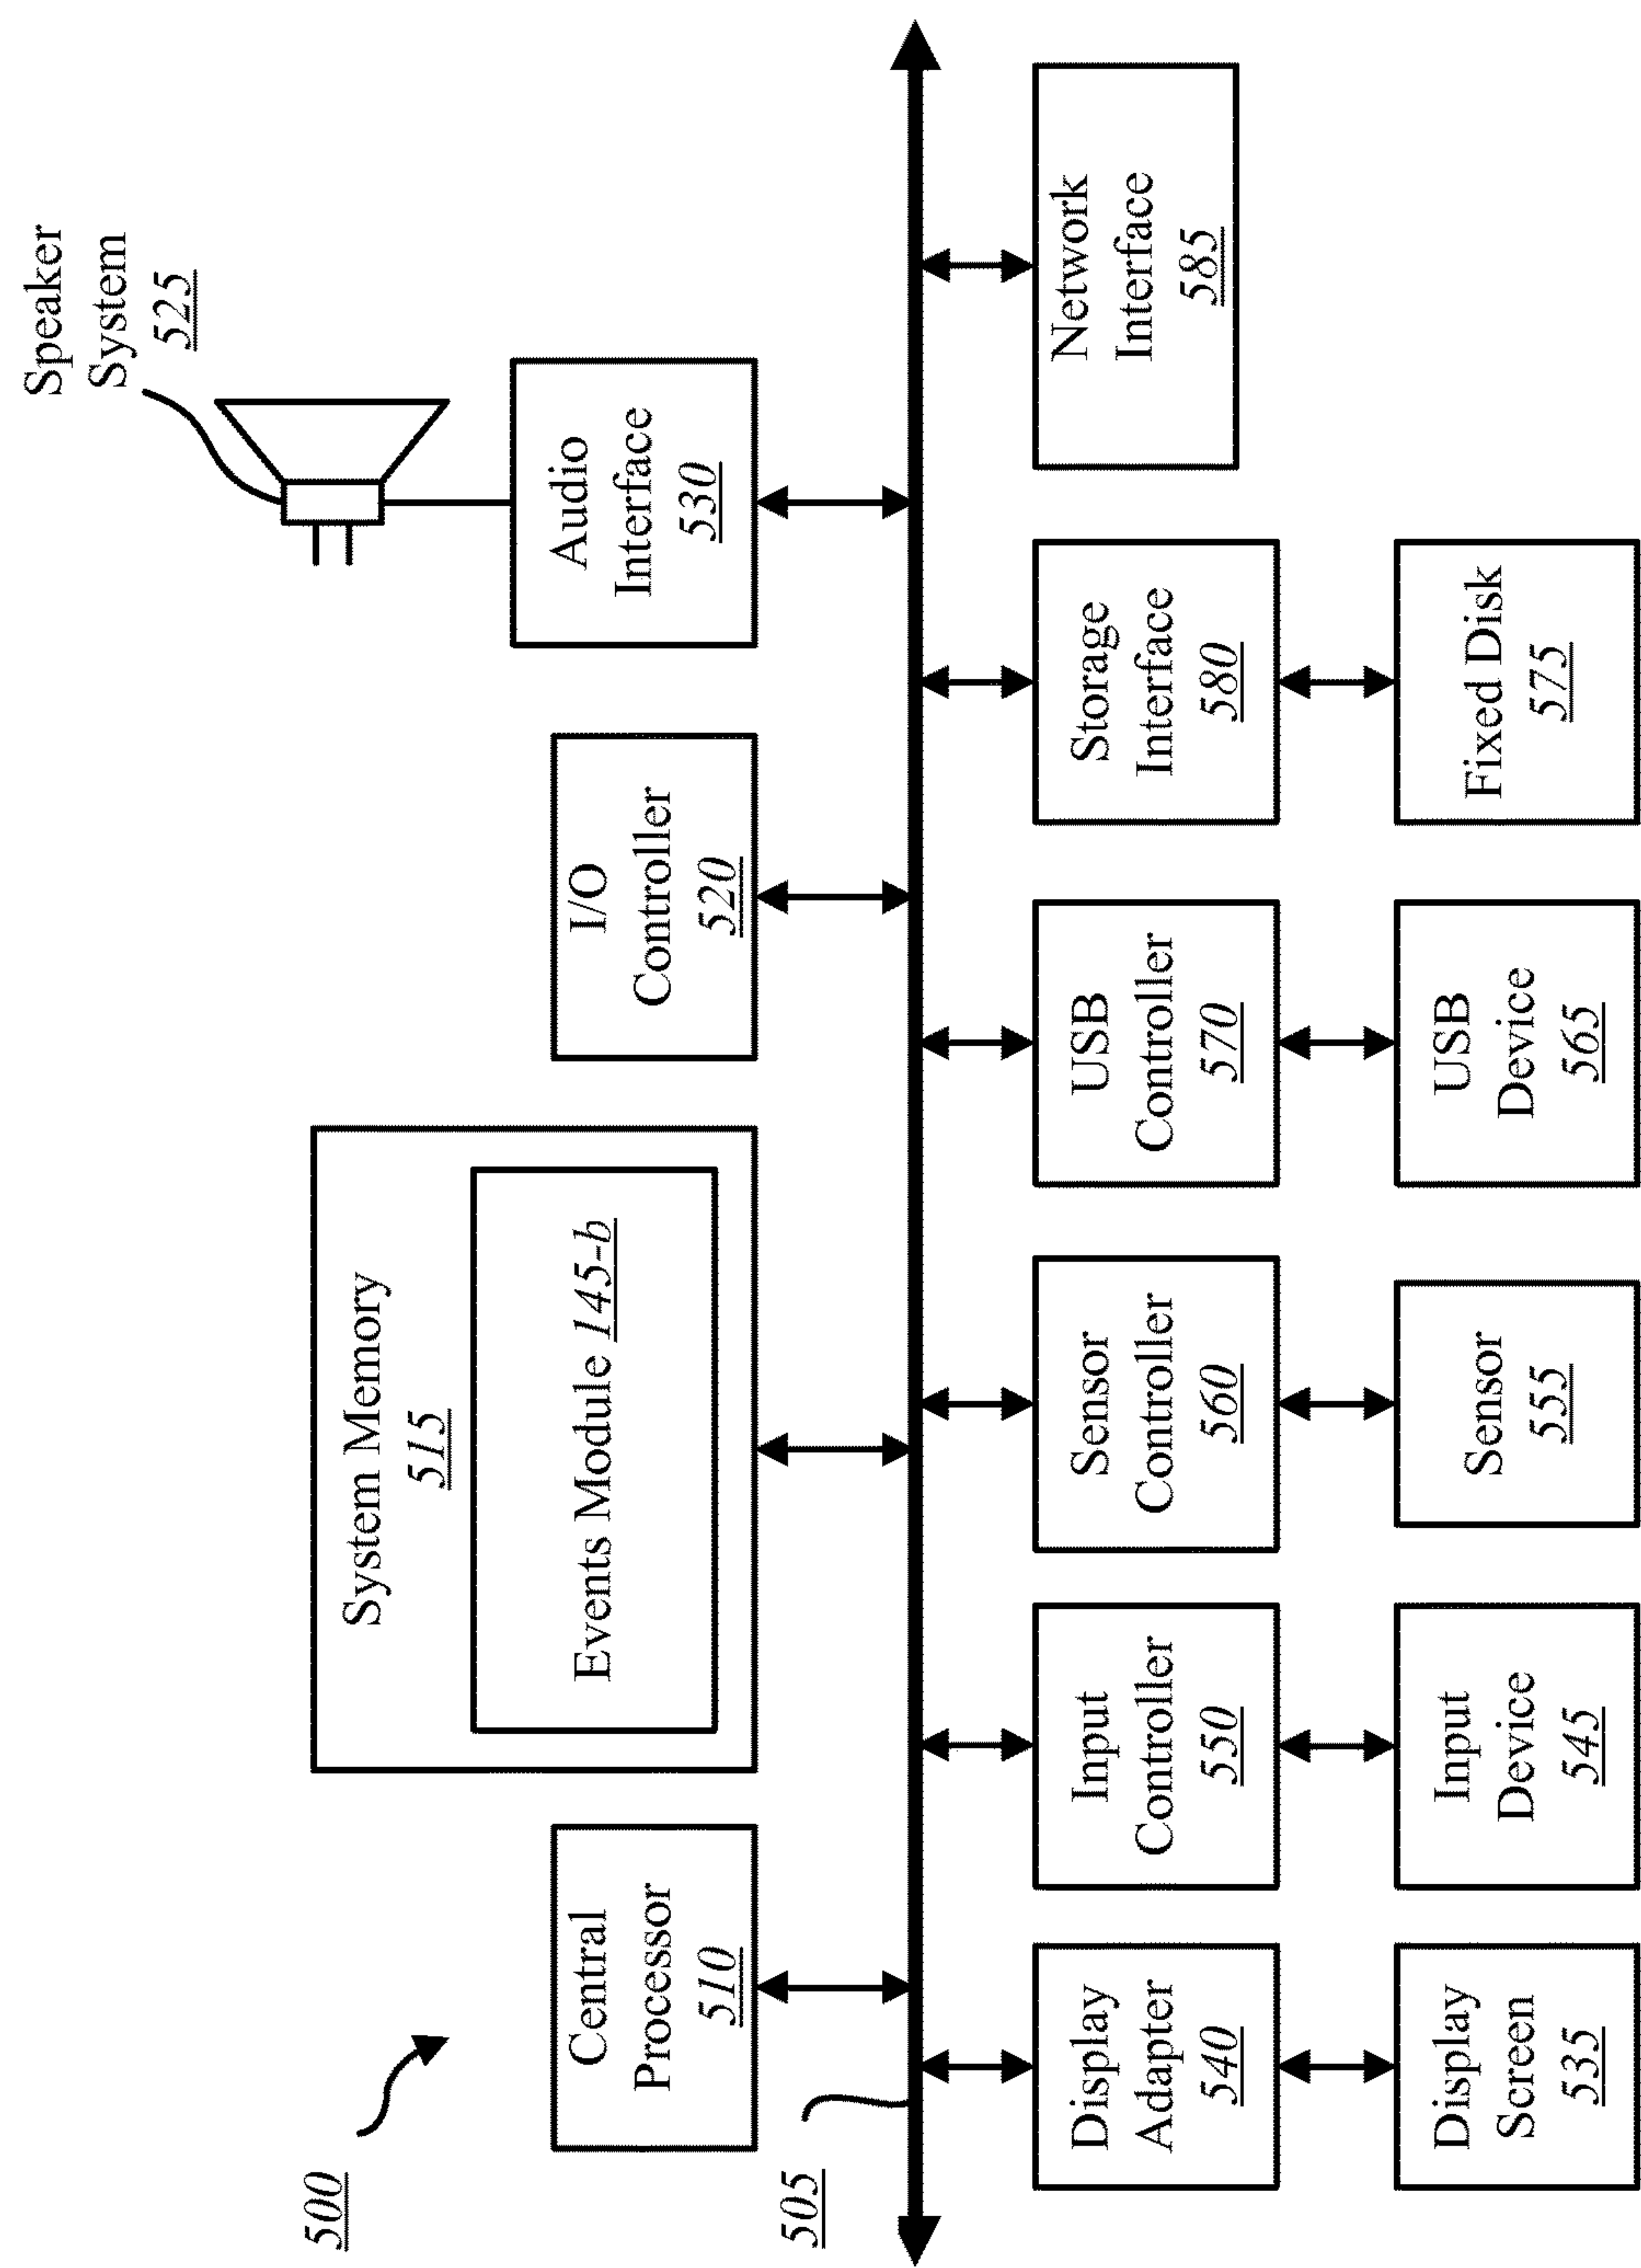 500
Speaker
System
525
System Memory
515
Events Module 145-b
Central
Processor
510
I/O
Controller
520
Audio
Interface
530
505
Display
Adapter
540
Input
Controller
550
Sensor
Controller
560
USB
Controller
570
Storage
Interface
580
Network
Interface
585
Display
Screen
535
Input
Device
545
Sensor
555
USB
Device
565
Fixed Disk
575